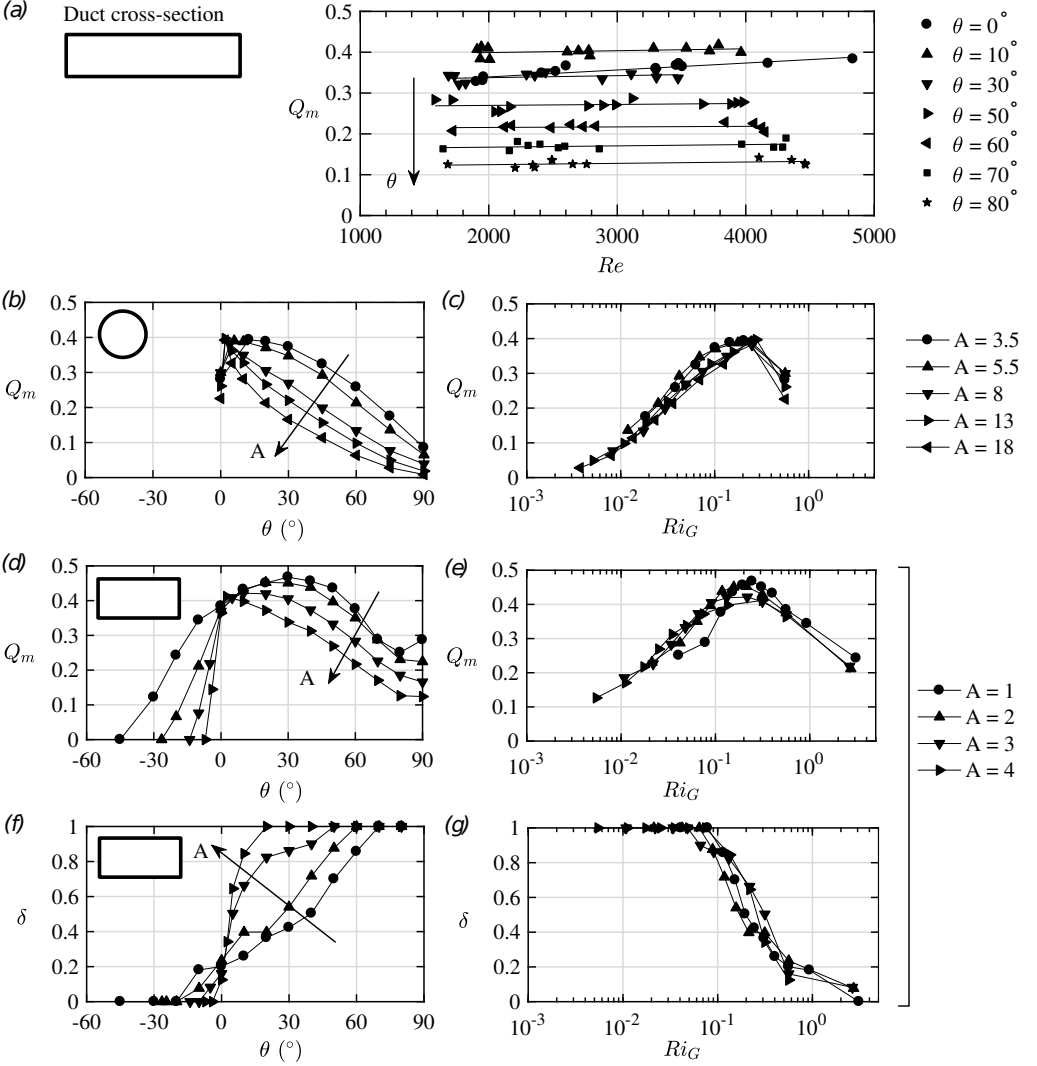 (a) Duct cross-section
0.5
0.4
0.3
0.2
0.1
0
Q_m
θ
1000 2000 3000 4000 5000
Re
θ = 0°
θ = 10°
θ = 30°
θ = 50°
θ = 60°
θ = 70°
θ = 80°
(b)
0.5
0.4
0.3
0.2
0.1
0
Q_m
A
-60 -30 0 30 60 90
θ (°)
(c)
0.5
0.4
0.3
0.2
0.1
0
Q_m
10⁻³ 10⁻² 10⁻¹ 10⁰
Ri_G
A = 3.5
A = 5.5
A = 8
A = 13
A = 18
(d)
0.5
0.4
0.3
0.2
0.1
0
Q_m
A
-60 -30 0 30 60 90
θ (°)
(e)
0.5
0.4
0.3
0.2
0.1
0
Q_m
10⁻³ 10⁻² 10⁻¹ 10⁰
Ri_G
A = 1
A = 2
A = 3
A = 4
(f)
1
0.8
0.6
0.4
0.2
0
δ
A
-60 -30 0 30 60 90
θ (°)
(g)
1
0.8
0.6
0.4
0.2
0
δ
10⁻³ 10⁻² 10⁻¹ 10⁰
Ri_G